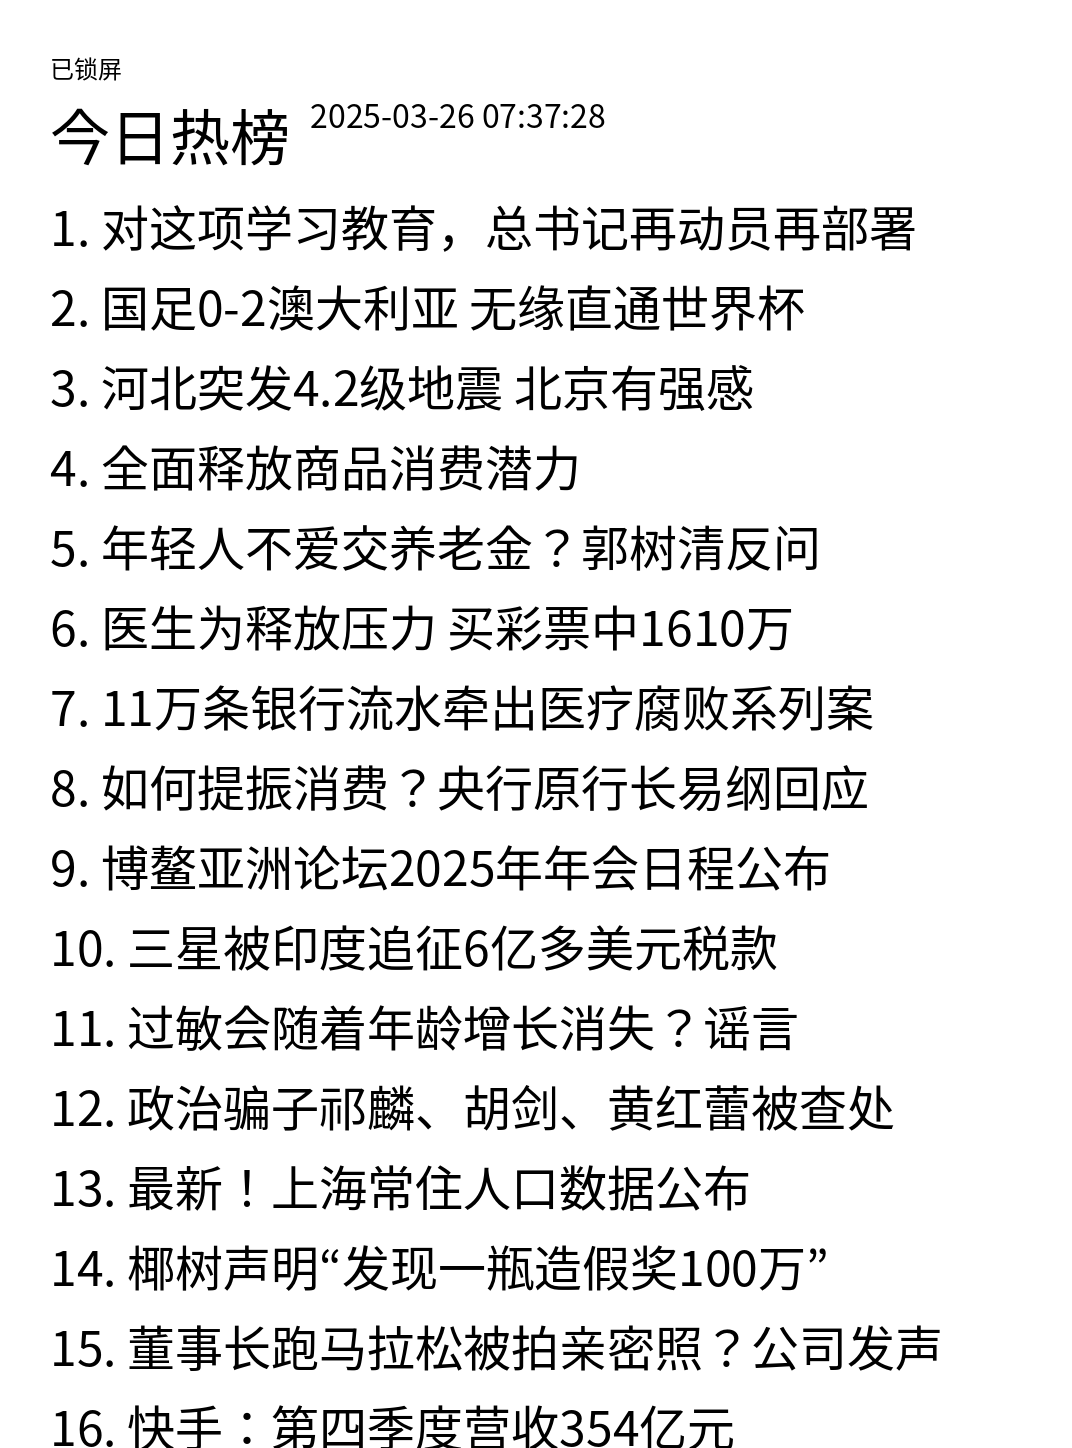 已锁屏
今日热榜 2025-03-26 07:37:28
1. 对这项学习教育，总书记再动员再部署
2. 国足0-2澳大利亚 无缘直通世界杯
3. 河北突发4.2级地震 北京有强感
4. 全面释放商品消费潜力
5. 年轻人不爱交养老金？郭树清反问
6. 医生为释放压力 买彩票中1610万
7. 11万条银行流水牵出医疗腐败系列案
8. 如何提振消费？央行原行长易纲回应
9. 博鳌亚洲论坛2025年年会日程公布
10. 三星被印度追征6亿多美元税款
11. 过敏会随着年龄增长消失？谣言
12. 政治骗子祁麟、胡剑、黄红蕾被查处
13. 最新！上海常住人口数据公布
14. 椰树声明“发现一瓶造假奖100万”
15. 董事长跑马拉松被拍亲密照？公司发声
16. 快手：第四季度营收354亿元